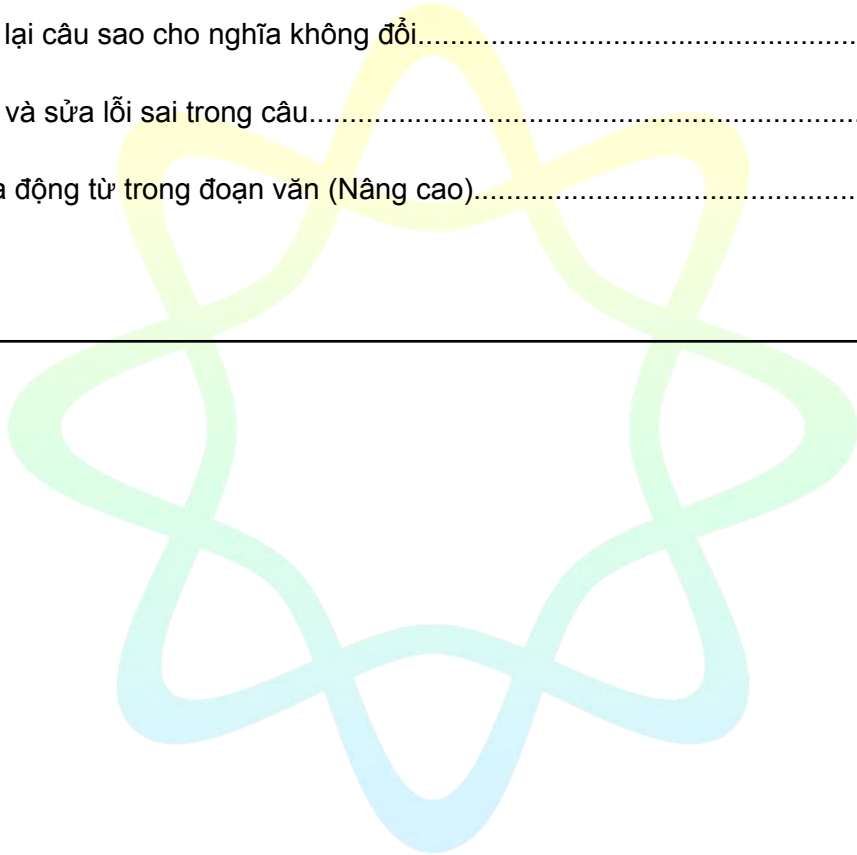 lại câu sao cho nghĩa không đổi..................................................................
và sửa lỗi sai trong câu.................................................................................
động từ trong đoạn văn (Nâng cao)..........................................................